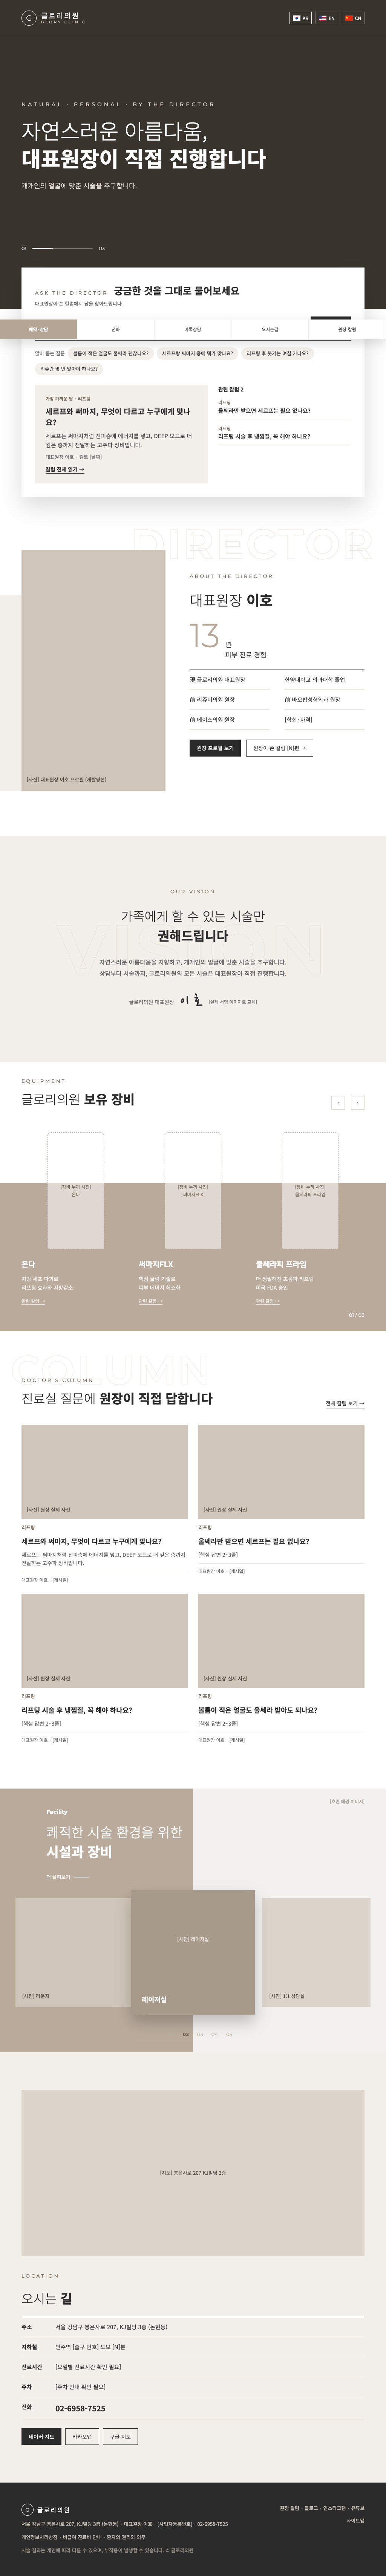 글로리의원
GLORY CLINIC
KR
EN
CN
NATURAL · PERSONAL · BY THE DIRECTOR
자연스러운 아름다움,
대표원장이 직접 진행합니다
개개인의 얼굴에 맞춘 시술을 추구합니다.
01
03
ASK THE DIRECTOR 궁금한 것을 그대로 물어보세요
대표원장이 쓴 칼럼에서 답을 찾아드립니다
예약·상담
전화
카톡상담
오시는길
원장 칼럼
많이 묻는 질문
볼륨이 적은 얼굴도 울쎄라 괜찮나요?
세르프랑 써마지 중에 뭐가 맞나요?
리프팅 후 붓기는 며칠 가나요?
리쥬란 몇 번 맞아야 하나요?
가장 가까운 답 · 리프팅
세르프와 써마지, 무엇이 다르고 누구에게 맞나
요?
세르프는 써마지처럼 진피층에 에너지를 넣고, DEEP 모드로 더
깊은 층까지 전달하는 고주파 장비입니다.
대표원장 이호 · 검토 [날짜]
칼럼 전체 읽기 →
관련 칼럼 2
리프팅
울쎄라만 받으면 세르프는 필요 없나요?
리프팅
리프팅 시술 후 냉찜질, 꼭 해야 하나요?
DIRECTOR
ABOUT THE DIRECTOR
대표원장 이호
13 년
피부 진료 경험
現 글로리의원 대표원장
한양대학교 의과대학 졸업
前 리쥬미의원 원장
前 바오밥성형외과 원장
前 에이스의원 원장
[학회·자격]
원장 프로필 보기
원장이 쓴 칼럼 [N]편 →
[사진] 대표원장 이호 프로필 (재촬영본)
OUR VISION
VISION
가족에게 할 수 있는 시술만
권해드립니다
자연스러운 아름다움을 지향하고, 개개인의 얼굴에 맞춘 시술을 추구합니다.
상담부터 시술까지, 글로리의원의 모든 시술은 대표원장이 직접 진행합니다.
글로리의원 대표원장 이호 [실제 서명 이미지로 교체]
EQUIPMENT
글로리의원 보유 장비
[장비 누끼 사진]
온다
[장비 누끼 사진]
써마지FLX
[장비 누끼 사진]
울쎄라피 프라임
온다
지방 세포 파괴로
리프팅 효과와 지방감소
관련 칼럼 →
써마지FLX
핵심 쿨링 기술로
피부 데미지 최소화
관련 칼럼 →
울쎄라피 프라임
더 정밀해진 초음파 리프팅
미국 FDA 승인
관련 칼럼 →
01 / 08
COLUMN
DOCTOR'S COLUMN
진료실 질문에 원장이 직접 답합니다
전체 칼럼 보기 →
[사진] 원장 실제 사진
리프팅
세르프와 써마지, 무엇이 다르고 누구에게 맞나요?
세르프는 써마지처럼 진피층에 에너지를 넣고, DEEP 모드로 더 깊은 층까지
전달하는 고주파 장비입니다.
대표원장 이호 · [게시일]
[사진] 원장 실제 사진
리프팅
울쎄라만 받으면 세르프는 필요 없나요?
[핵심 답변 2~3줄]
대표원장 이호 · [게시일]
[사진] 원장 실제 사진
리프팅
리프팅 시술 후 냉찜질, 꼭 해야 하나요?
[핵심 답변 2~3줄]
대표원장 이호 · [게시일]
[사진] 원장 실제 사진
리프팅
볼륨이 적은 얼굴도 울쎄라 받아도 되나요?
[핵심 답변 2~3줄]
대표원장 이호 · [게시일]
Facility
쾌적한 시술 환경을 위한
시설과 장비
더 살펴보기
[사진] 라운지
[사진] 레이저실
레이저실
[사진] 1:1 상담실
02
03
04
05
[지도] 봉은사로 207 KJ빌딩 3층
LOCATION
오시는 길
주소 서울 강남구 봉은사로 207, KJ빌딩 3층 (논현동)
지하철 언주역 [출구 번호] 도보 [N]분
진료시간 [요일별 진료시간 확인 필요]
주차 [주차 안내 확인 필요]
전화 02-6958-7525
네이버 지도
카카오맵
구글 지도
글로리의원
서울 강남구 봉은사로 207, KJ빌딩 3층 (논현동) · 대표원장 이호 · [사업자등록번호] · 02-6958-7525
개인정보처리방침 · 비급여 진료비 안내 · 환자의 권리와 의무
시술 결과는 개인에 따라 다를 수 있으며, 부작용이 발생할 수 있습니다. © 글로리의원
원장 칼럼 · 블로그 · 인스타그램 · 유튜브
사이트맵